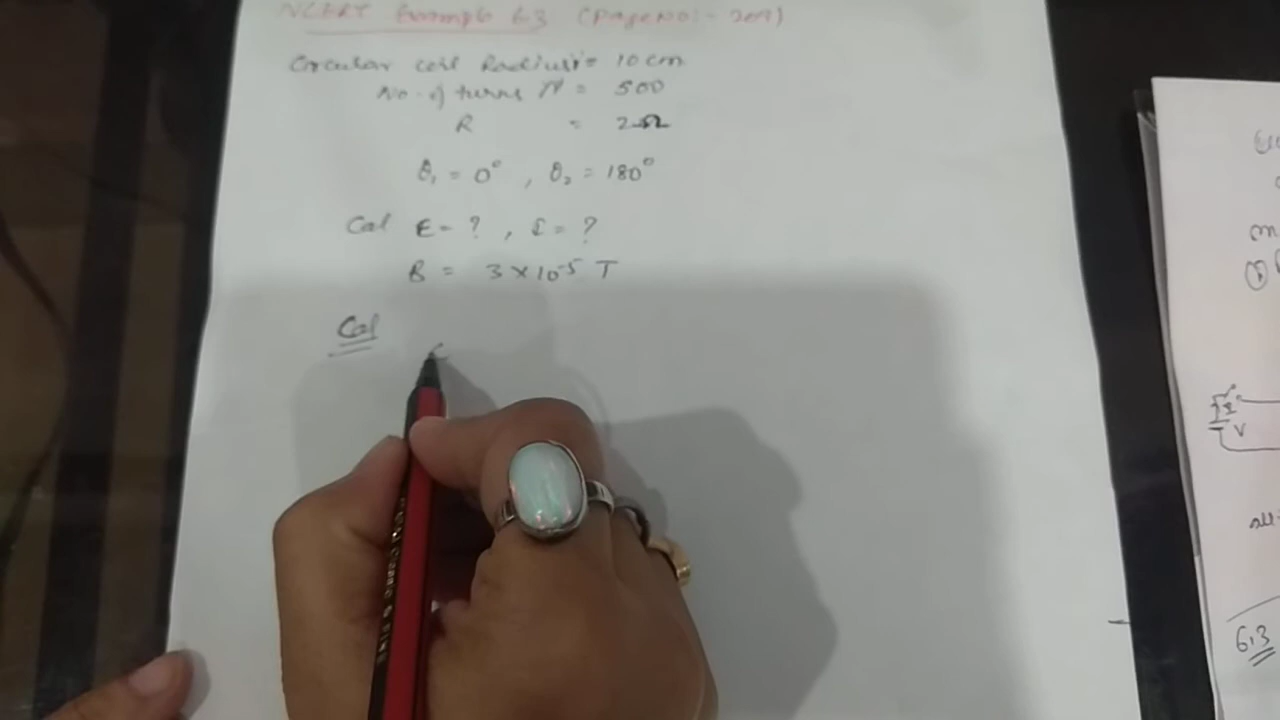 NCERT Example 6.3 (Page No:- 209)
Circular coil Radius = 10 cm
No. of turns N = 500
R = 2Ω
θ₁ = 0° , θ₂ = 180°
Cal ε = ? , I = ?
B = 3 × 10⁻⁵ T
Cal
V
6.3